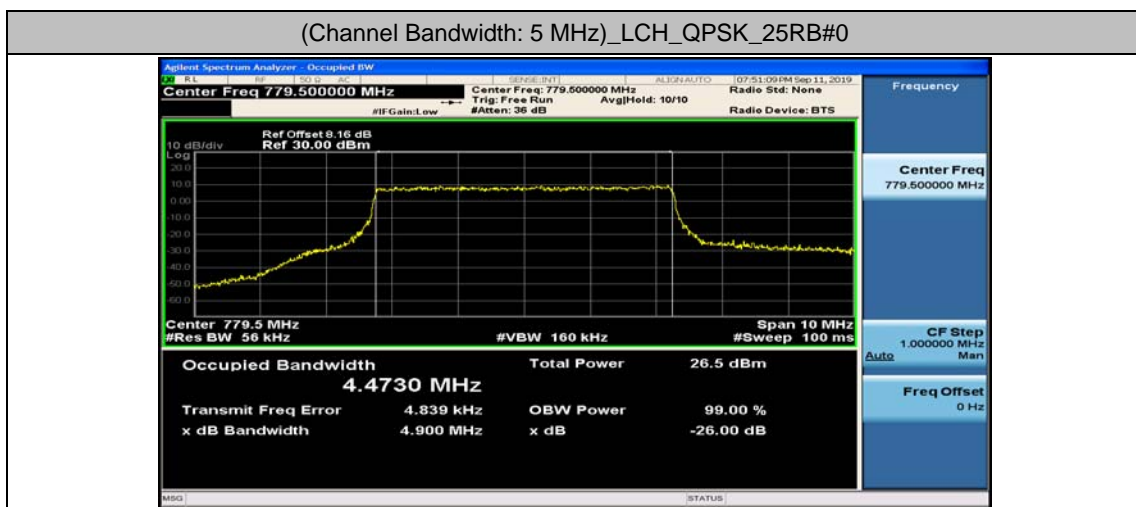 (Channel Bandwidth: 5 MHz)_LCH_QPSK_25RB#0
Agilent Spectrum Analyzer - Occupied BW
RL RF 50 Ω AC SENSE:INT ALIGN AUTO 07:51:09 PM Sep 11, 2019
Center Freq 779.500000 MHz
Center Freq: 779.500000 MHz
Radio Std: None
Trig: Free Run Avg|Hold: 10/10
#IFGain:Low
#Atten: 36 dB
Radio Device: BTS
Ref Offset 8.16 dB
10 dB/div Ref 30.00 dBm
Log
20.0
10.0
0.00
-10.0
-20.0
-30.0
-40.0
-50.0
-60.0
Center 779.5 MHz Span 10 MHz
#Res BW 56 kHz #VBW 160 kHz #Sweep 100 ms
Occupied Bandwidth Total Power 26.5 dBm
4.4730 MHz
Transmit Freq Error 4.839 kHz OBW Power 99.00 %
x dB Bandwidth 4.900 MHz x dB -26.00 dB
MSG STATUS
Frequency
Center Freq
779.500000 MHz
CF Step
1.000000 MHz
Auto Man
Freq Offset
0 Hz